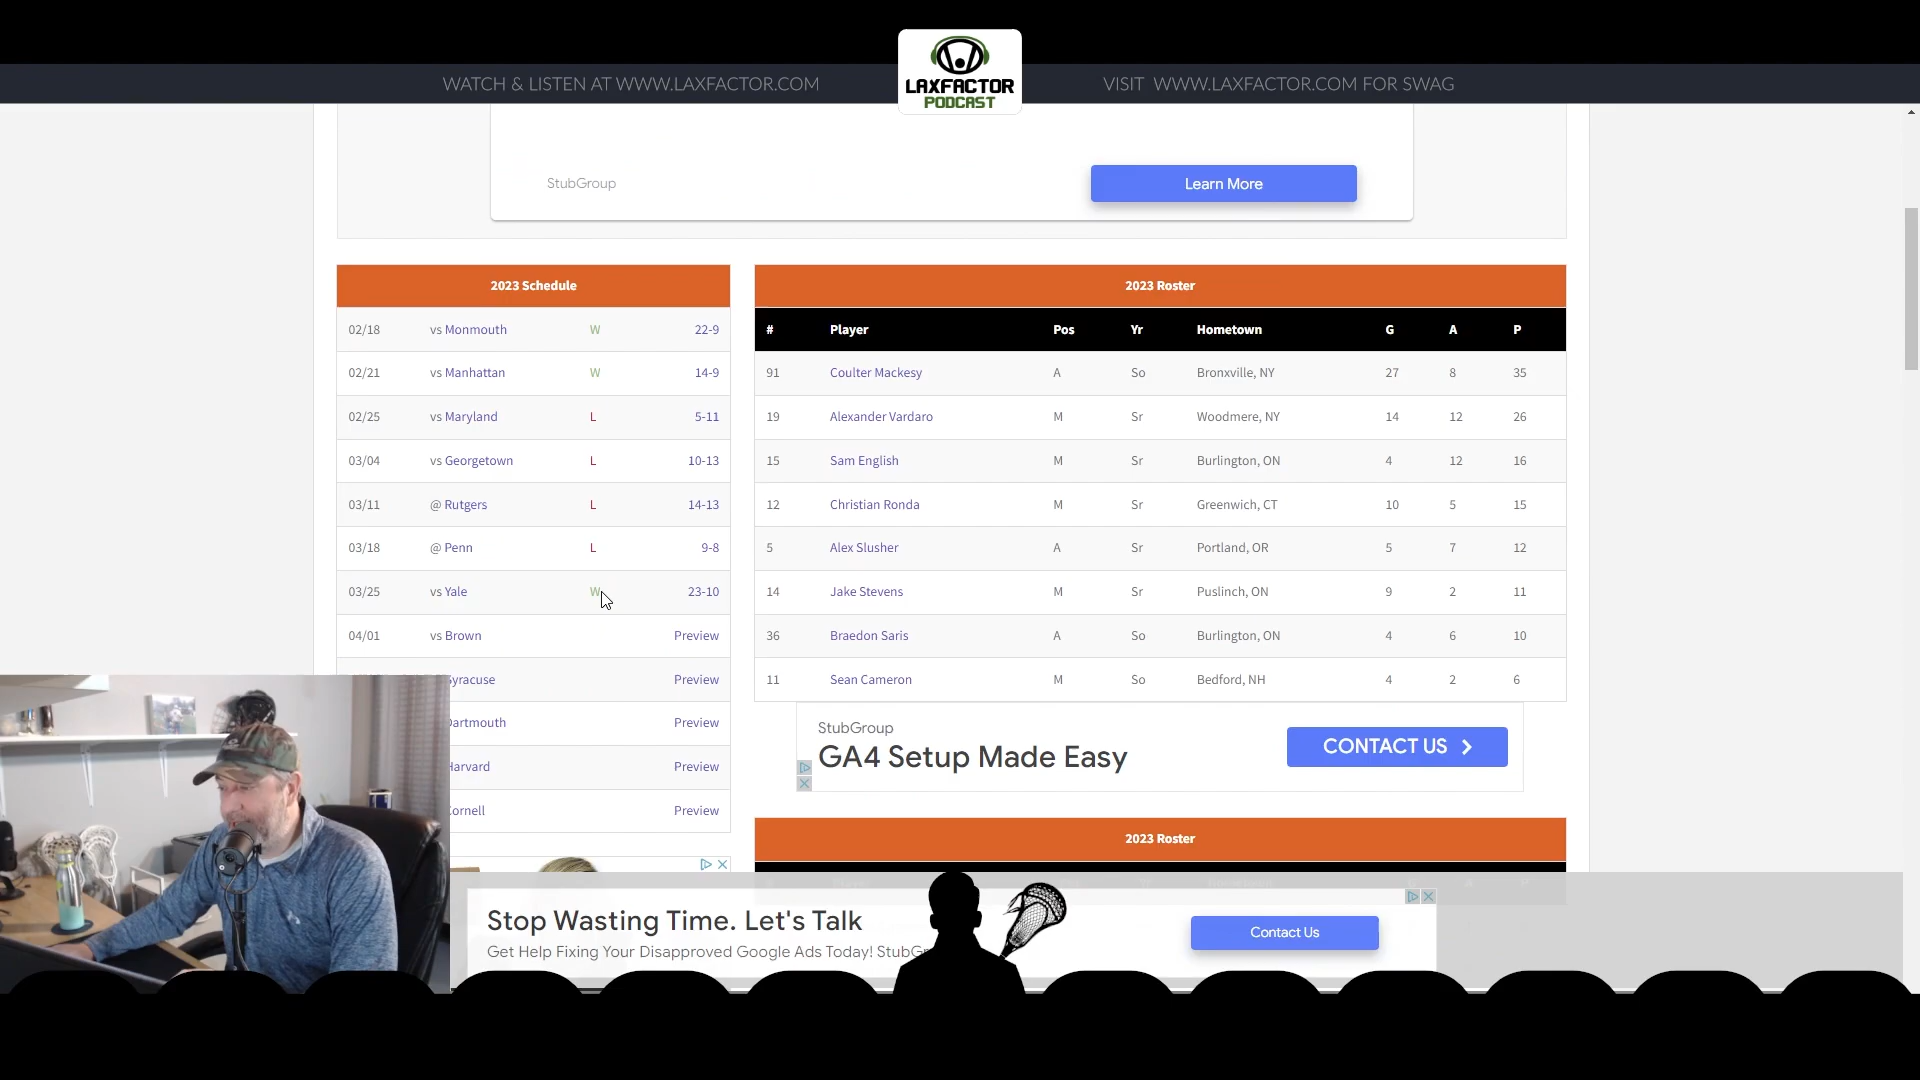 WATCH & LISTEN AT WWW.LAXFACTOR.COM
LAXFACTOR
PODCAST
VISIT WWW.LAXFACTOR.COM FOR SWAG
StubGroup
Learn More
2023 Schedule
02/18 vs Monmouth W 22-9
02/21 vs Manhattan W 14-9
02/25 vs Maryland L 5-11
03/04 vs Georgetown L 10-13
03/11 @ Rutgers L 14-13
03/18 @ Penn L 9-8
03/25 vs Yale W 23-10
04/01 vs Brown Preview
Syracuse Preview
Dartmouth Preview
Harvard Preview
Cornell Preview
2023 Roster
# Player Pos Yr Hometown G A P
91 Coulter Mackesy A So Bronxville, NY 27 8 35
19 Alexander Vardaro M Sr Woodmere, NY 14 12 26
15 Sam English M Sr Burlington, ON 4 12 16
12 Christian Ronda M Sr Greenwich, CT 10 5 15
5 Alex Slusher A Sr Portland, OR 5 7 12
14 Jake Stevens M Sr Puslinch, ON 9 2 11
36 Braedon Saris A So Burlington, ON 4 6 10
11 Sean Cameron M So Bedford, NH 4 2 6
StubGroup
GA4 Setup Made Easy
CONTACT US
2023 Roster
Stop Wasting Time. Let's Talk
Get Help Fixing Your Disapproved Google Ads Today! StubGr
Contact Us